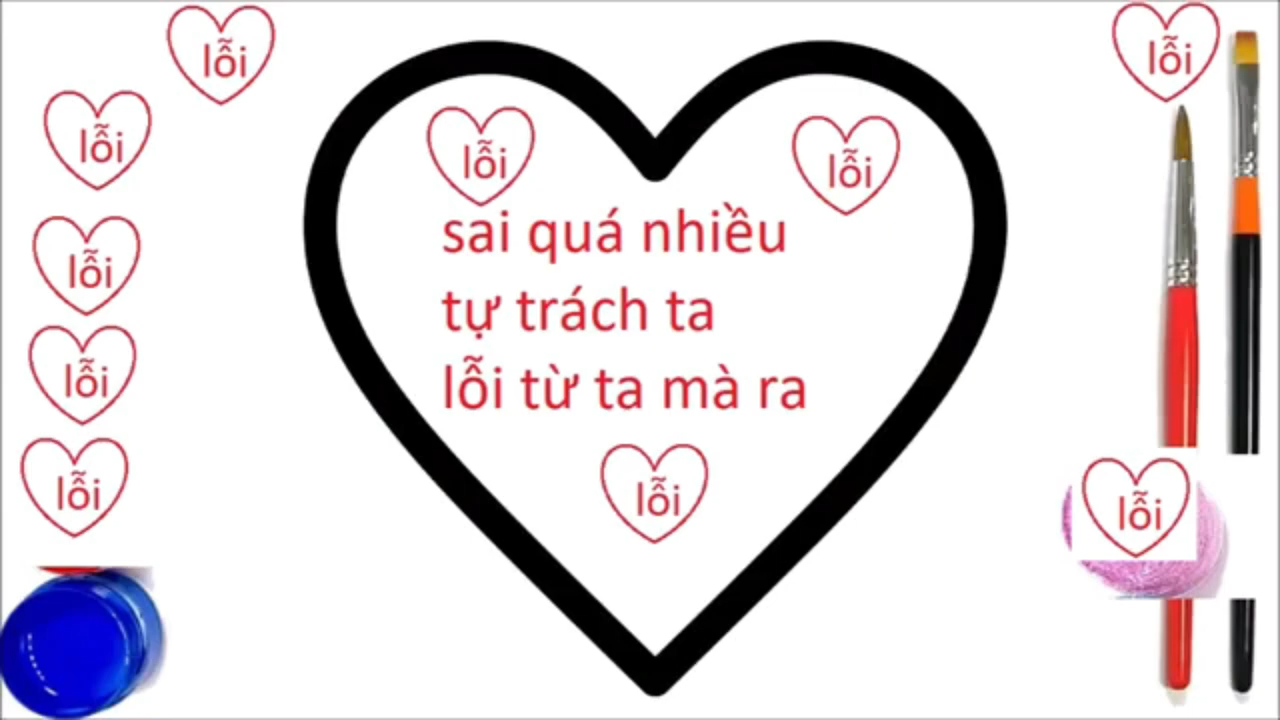 lỗi
lỗi
lỗi
lỗi
lỗi
lỗi
lỗi
sai quá nhiều
tự trách ta
lỗi từ ta mà ra
lỗi
lỗi
lỗi